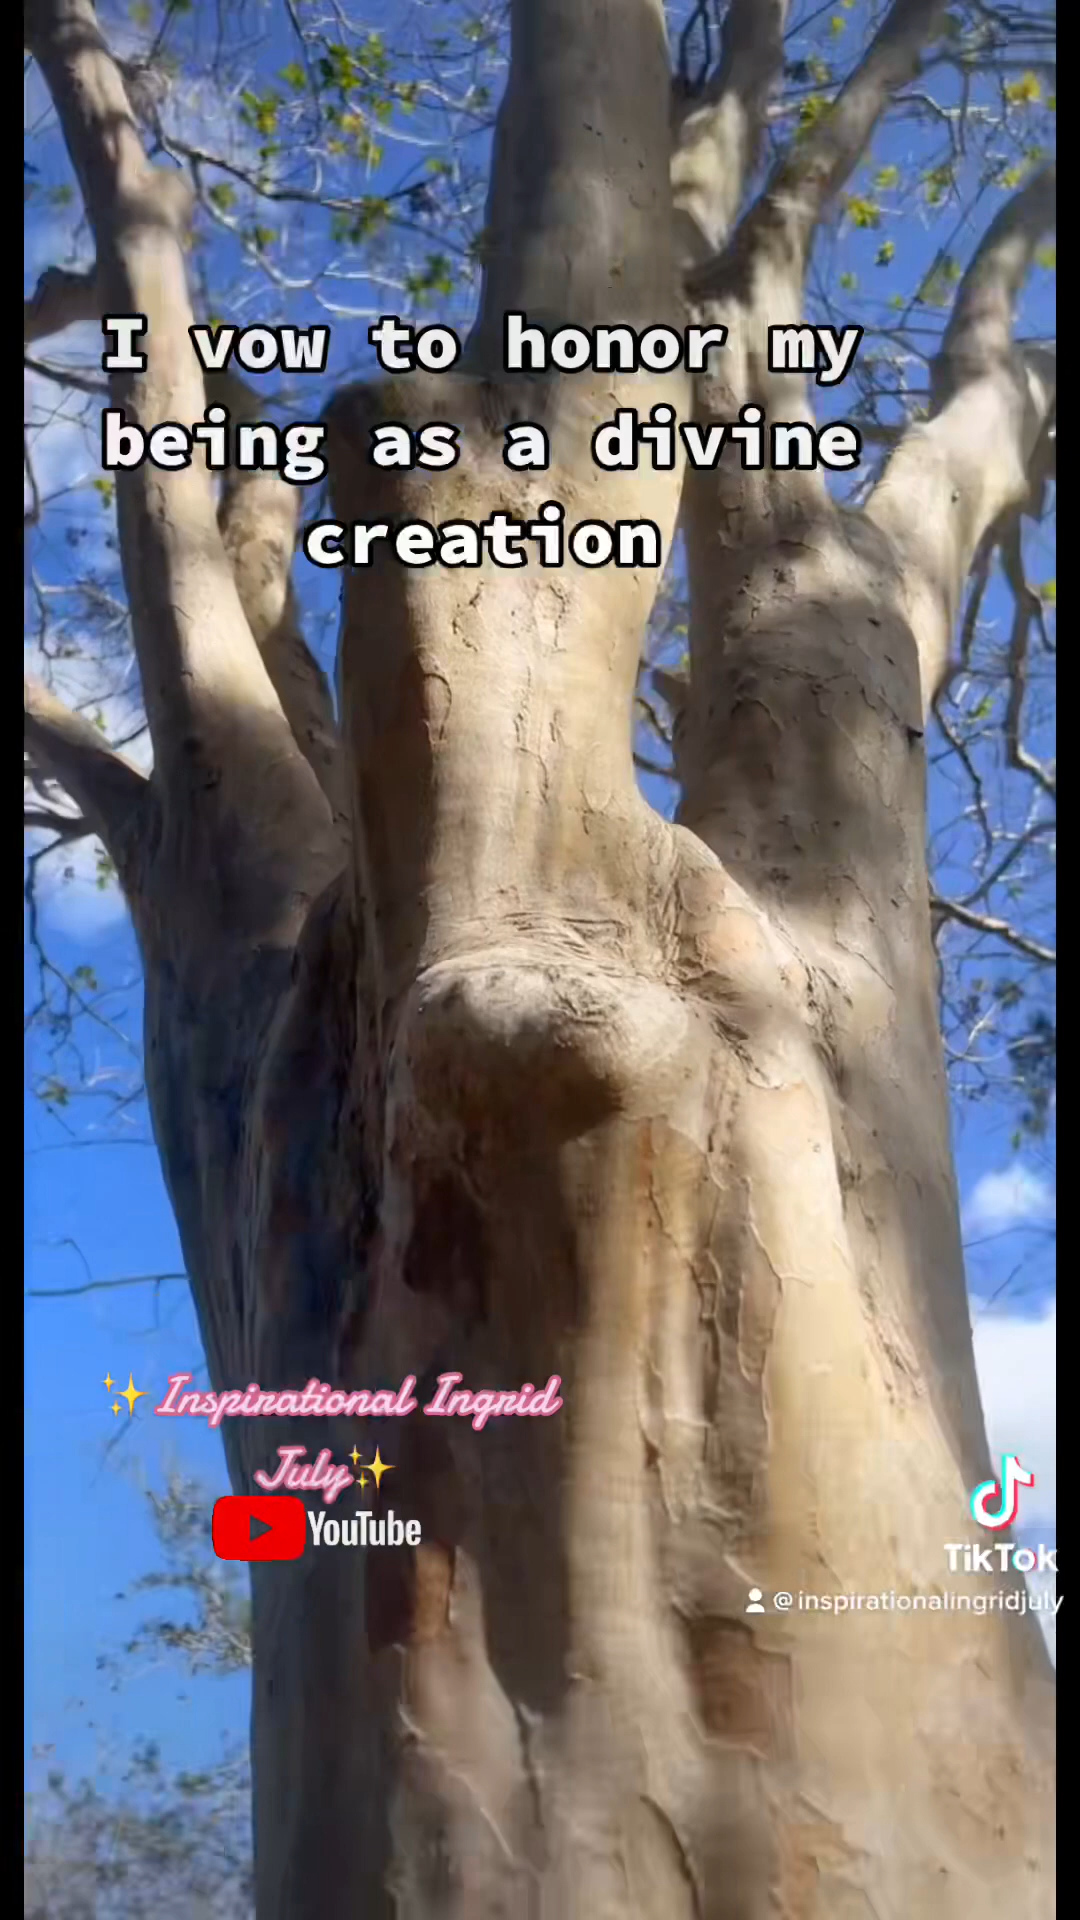 I vow to honor my
being as a divine
creation
✨ Inspirational Ingrid
July✨
YouTube
TikTok
@inspirationalingridjuly